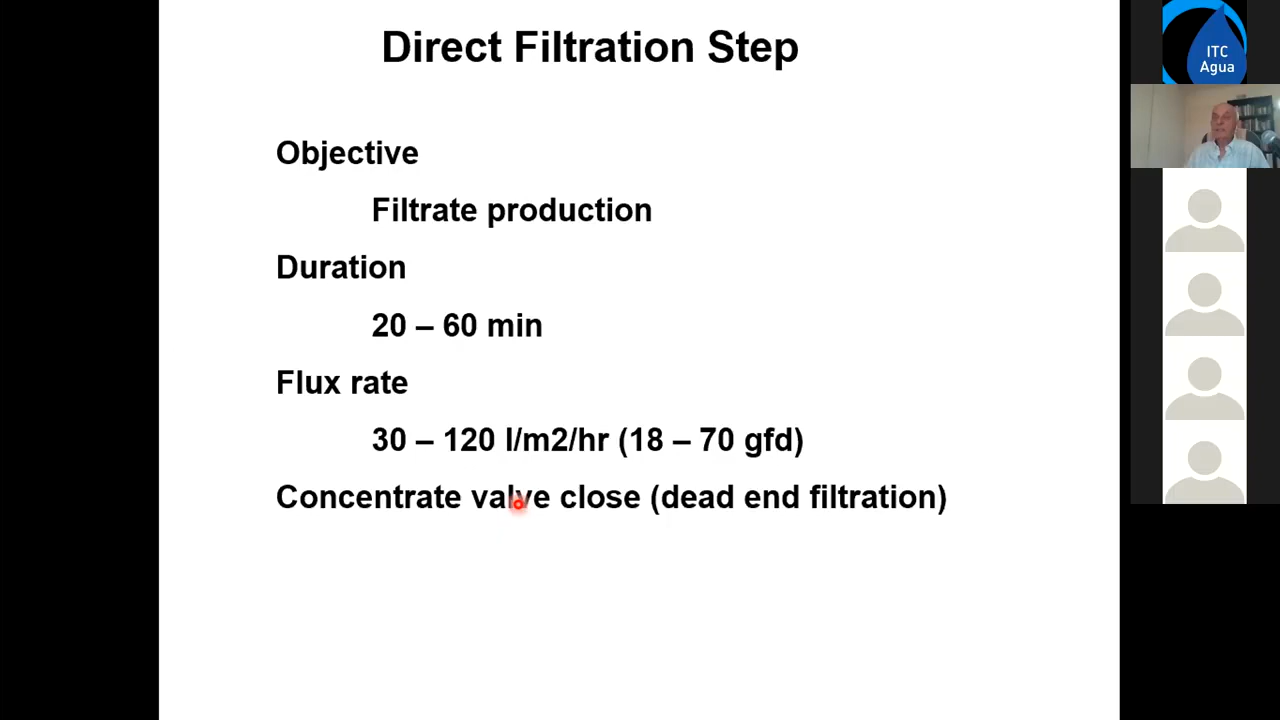 Direct Filtration Step
Objective
Filtrate production
Duration
20 – 60 min
Flux rate
30 – 120 l/m2/hr (18 – 70 gfd)
Concentrate valve close (dead end filtration)
ITC
Agua